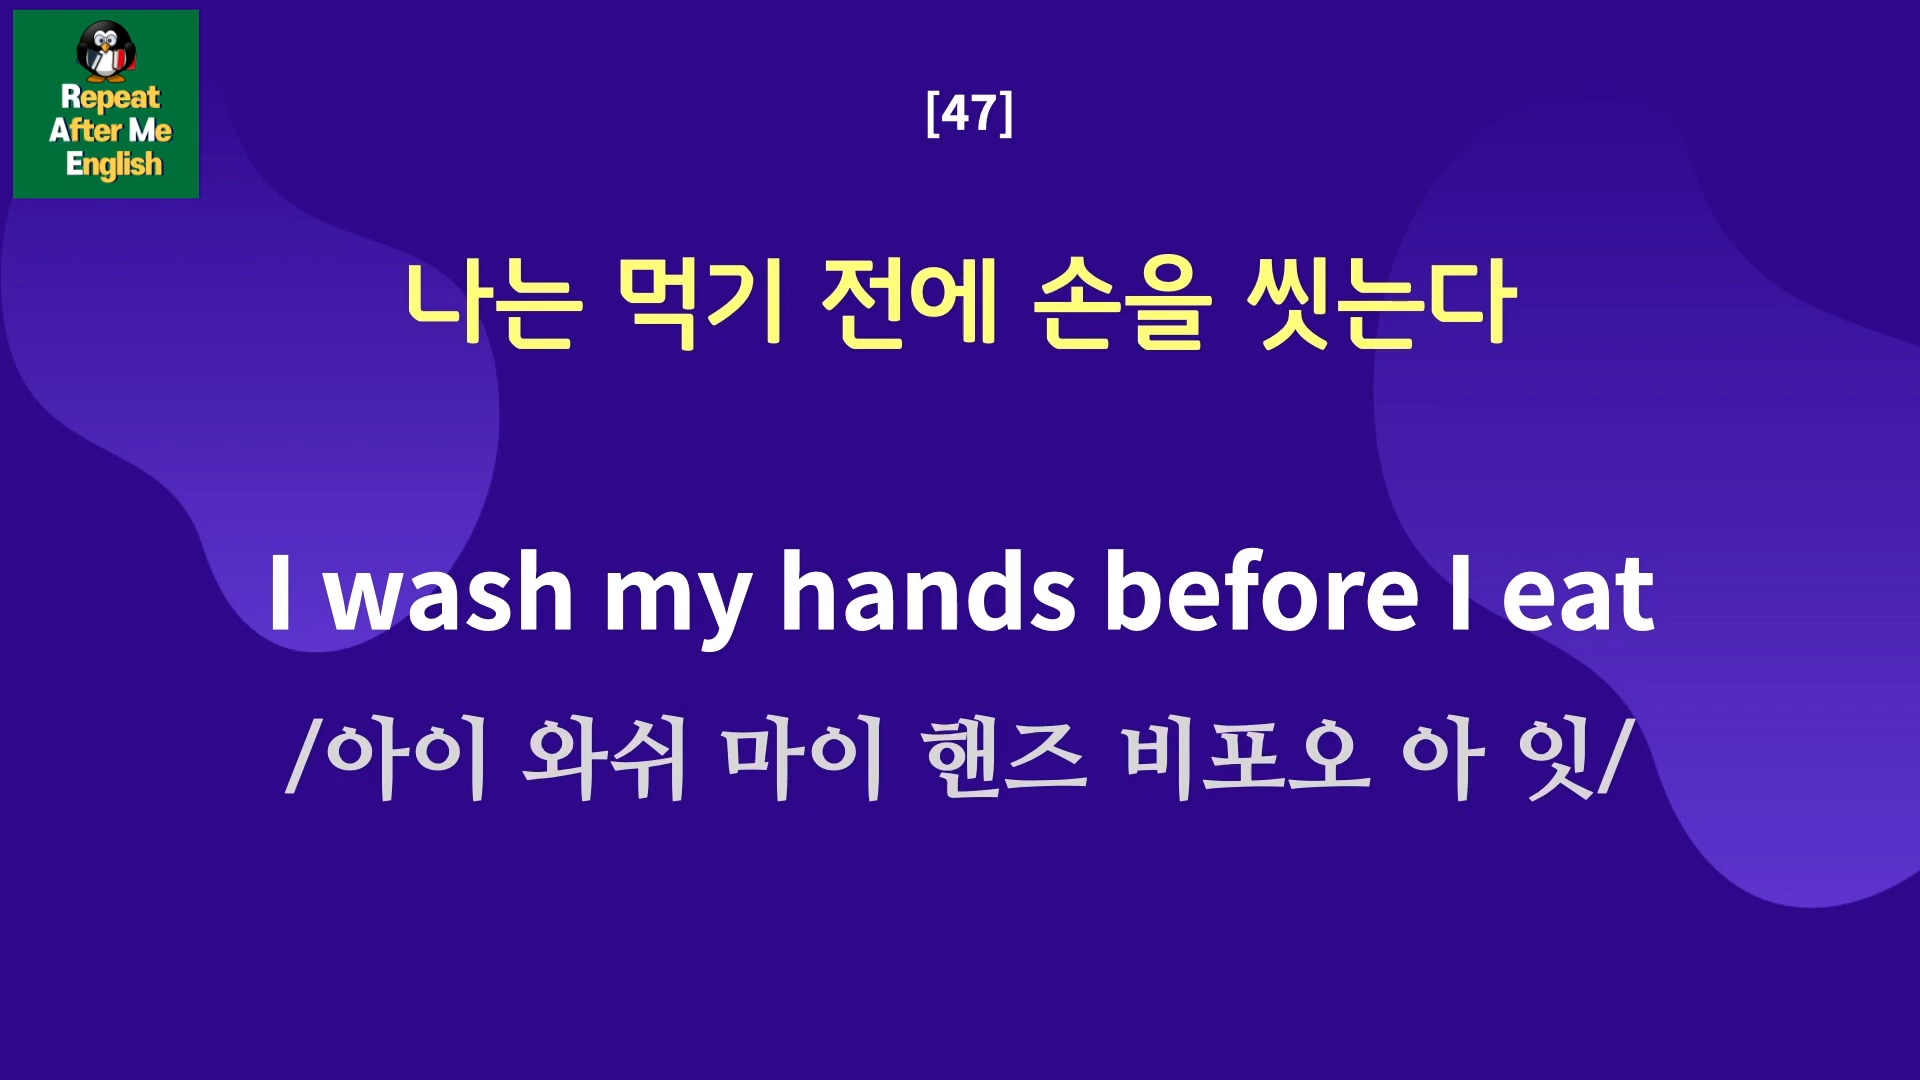 Repeat
After Me
English
[47]
나는 먹기 전에 손을 씻는다
I wash my hands before I eat
/아이 와쉬 마이 핸즈 비포오 아 잇/